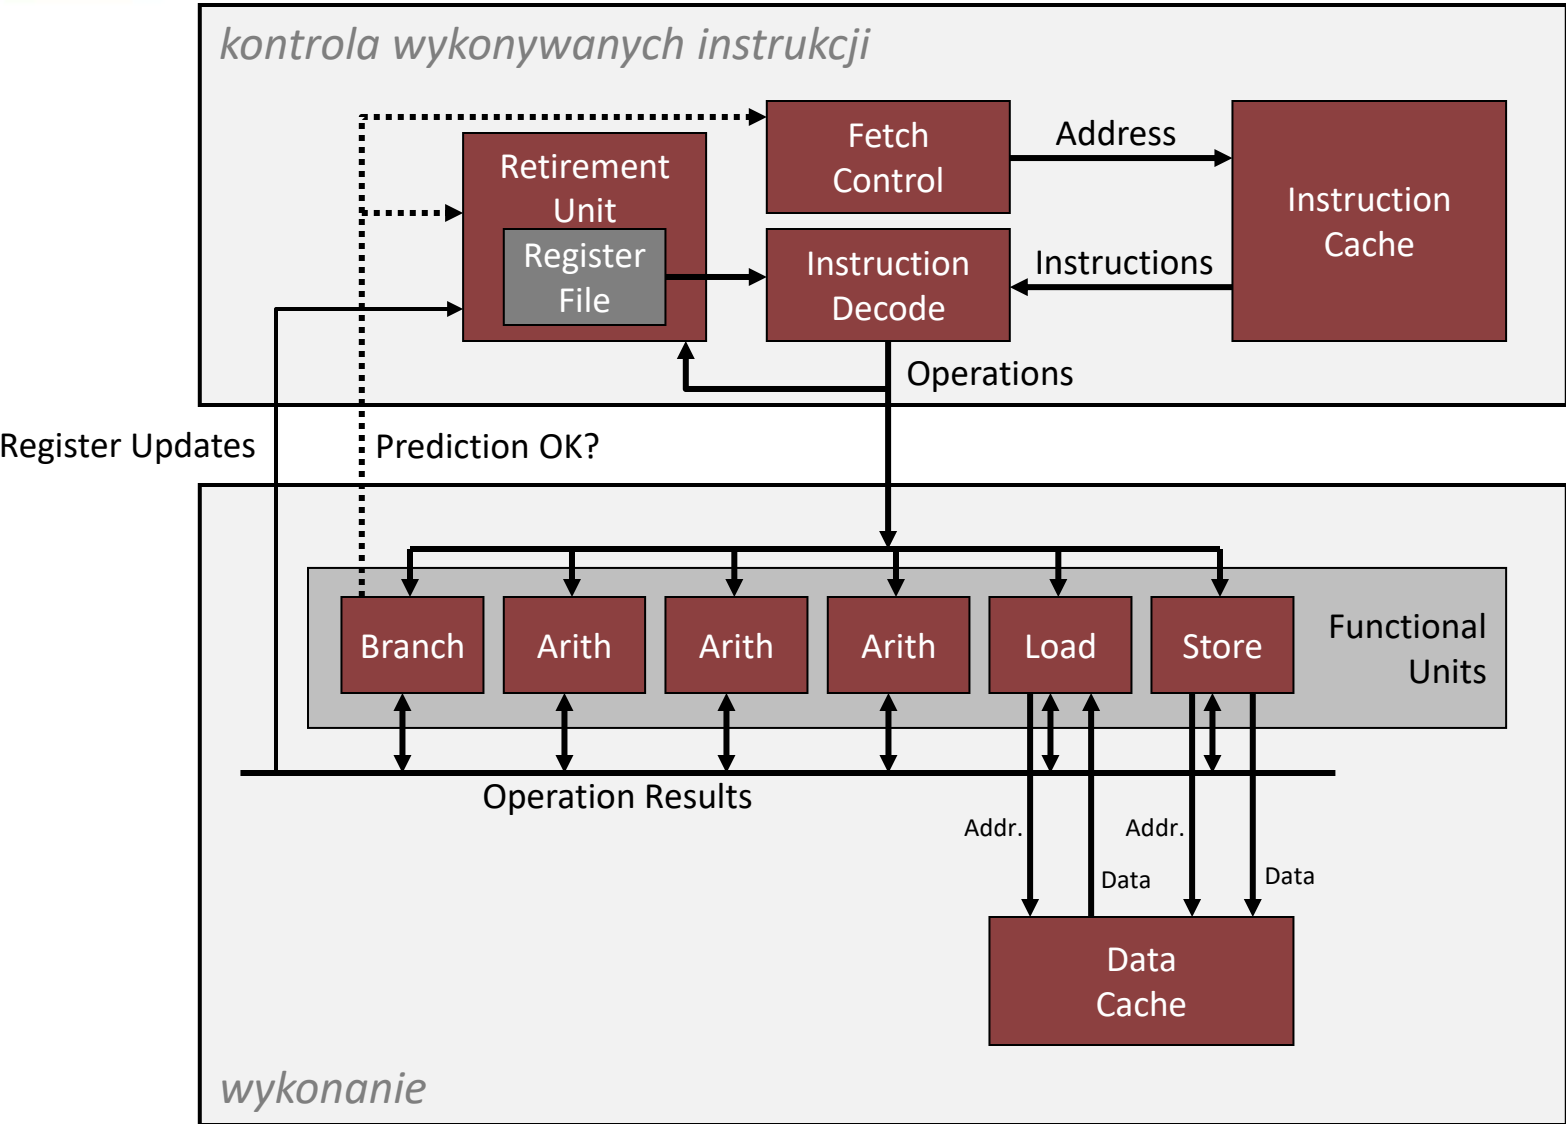 kontrola wykonywanych instrukcji
Fetch
Control
Address
Retirement
Unit
Instruction
Cache
Register
File
Instruction
Decode
Instructions
Operations
Register Updates
Prediction OK?
Branch
Arith
Arith
Arith
Load
Store
Functional
Units
Operation Results
Addr.
Addr.
Data
Data
Data
Cache
wykonanie